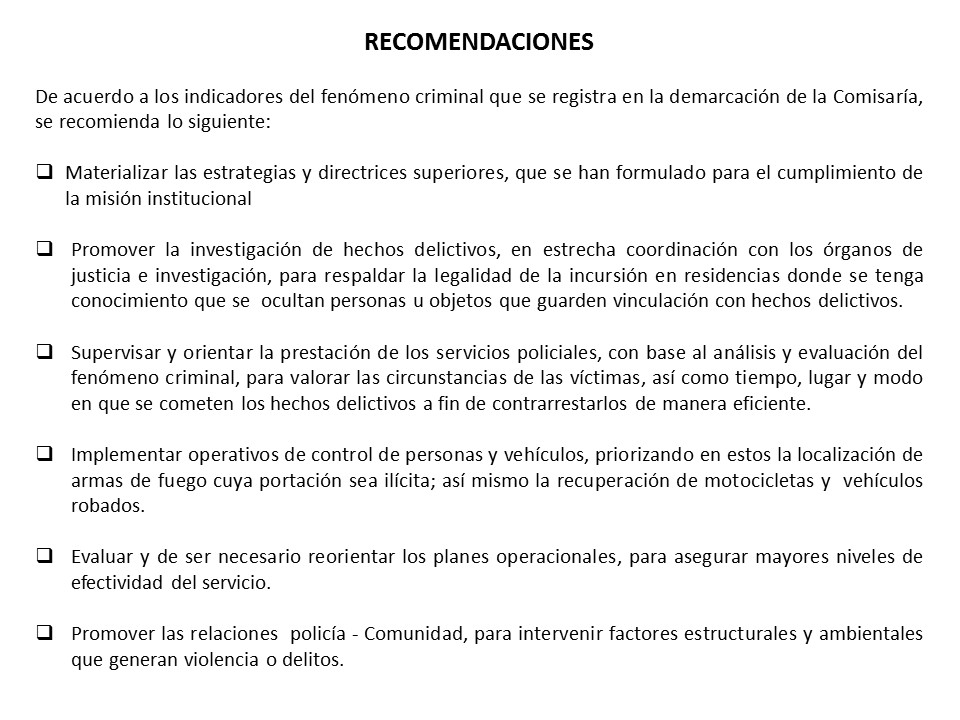 RECOMENDACIONES
De acuerdo a los indicadores del fenómeno criminal que se registra en la demarcación de la Comisaría,
se recomienda lo siguiente:
❑ Materializar las estrategias y directrices superiores, que se han formulado para el cumplimiento de
la misión institucional
❑ Promover la investigación de hechos delictivos, en estrecha coordinación con los órganos de
justicia e investigación, para respaldar la legalidad de la incursión en residencias donde se tenga
conocimiento que se ocultan personas u objetos que guarden vinculación con hechos delictivos.
❑ Supervisar y orientar la prestación de los servicios policiales, con base al análisis y evaluación del
fenómeno criminal, para valorar las circunstancias de las víctimas, así como tiempo, lugar y modo
en que se cometen los hechos delictivos a fin de contrarrestarlos de manera eficiente.
❑ Implementar operativos de control de personas y vehículos, priorizando en estos la localización de
armas de fuego cuya portación sea ilícita; así mismo la recuperación de motocicletas y vehículos
robados.
❑ Evaluar y de ser necesario reorientar los planes operacionales, para asegurar mayores niveles de
efectividad del servicio.
❑ Promover las relaciones policía - Comunidad, para intervenir factores estructurales y ambientales
que generan violencia o delitos.